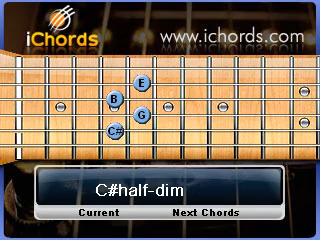 iChords
www.ichords.com
E
B
G
C#
C#half-dim
Current
Next Chords